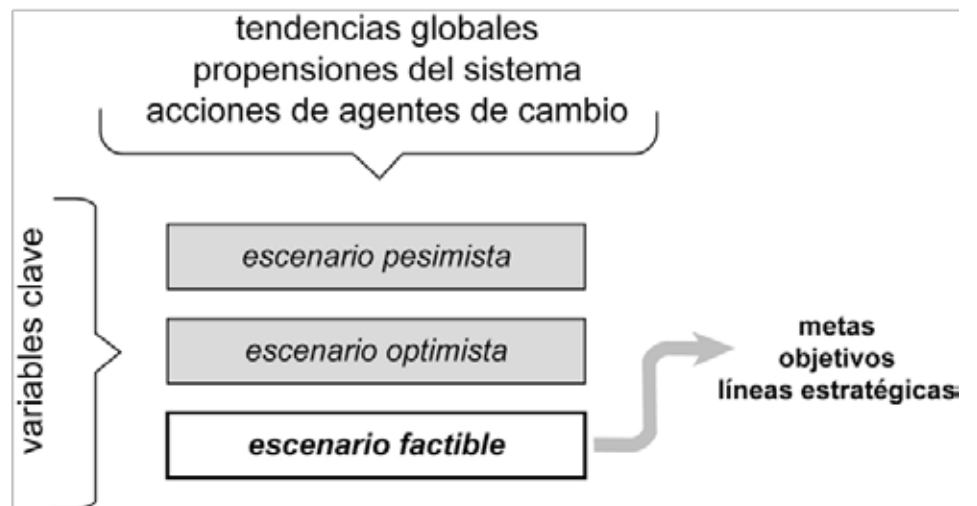 tendencias globales
propensiones del sistema
acciones de agentes de cambio
variables clave
escenario pesimista
escenario optimista
escenario factible
metas
objetivos
líneas estratégicas